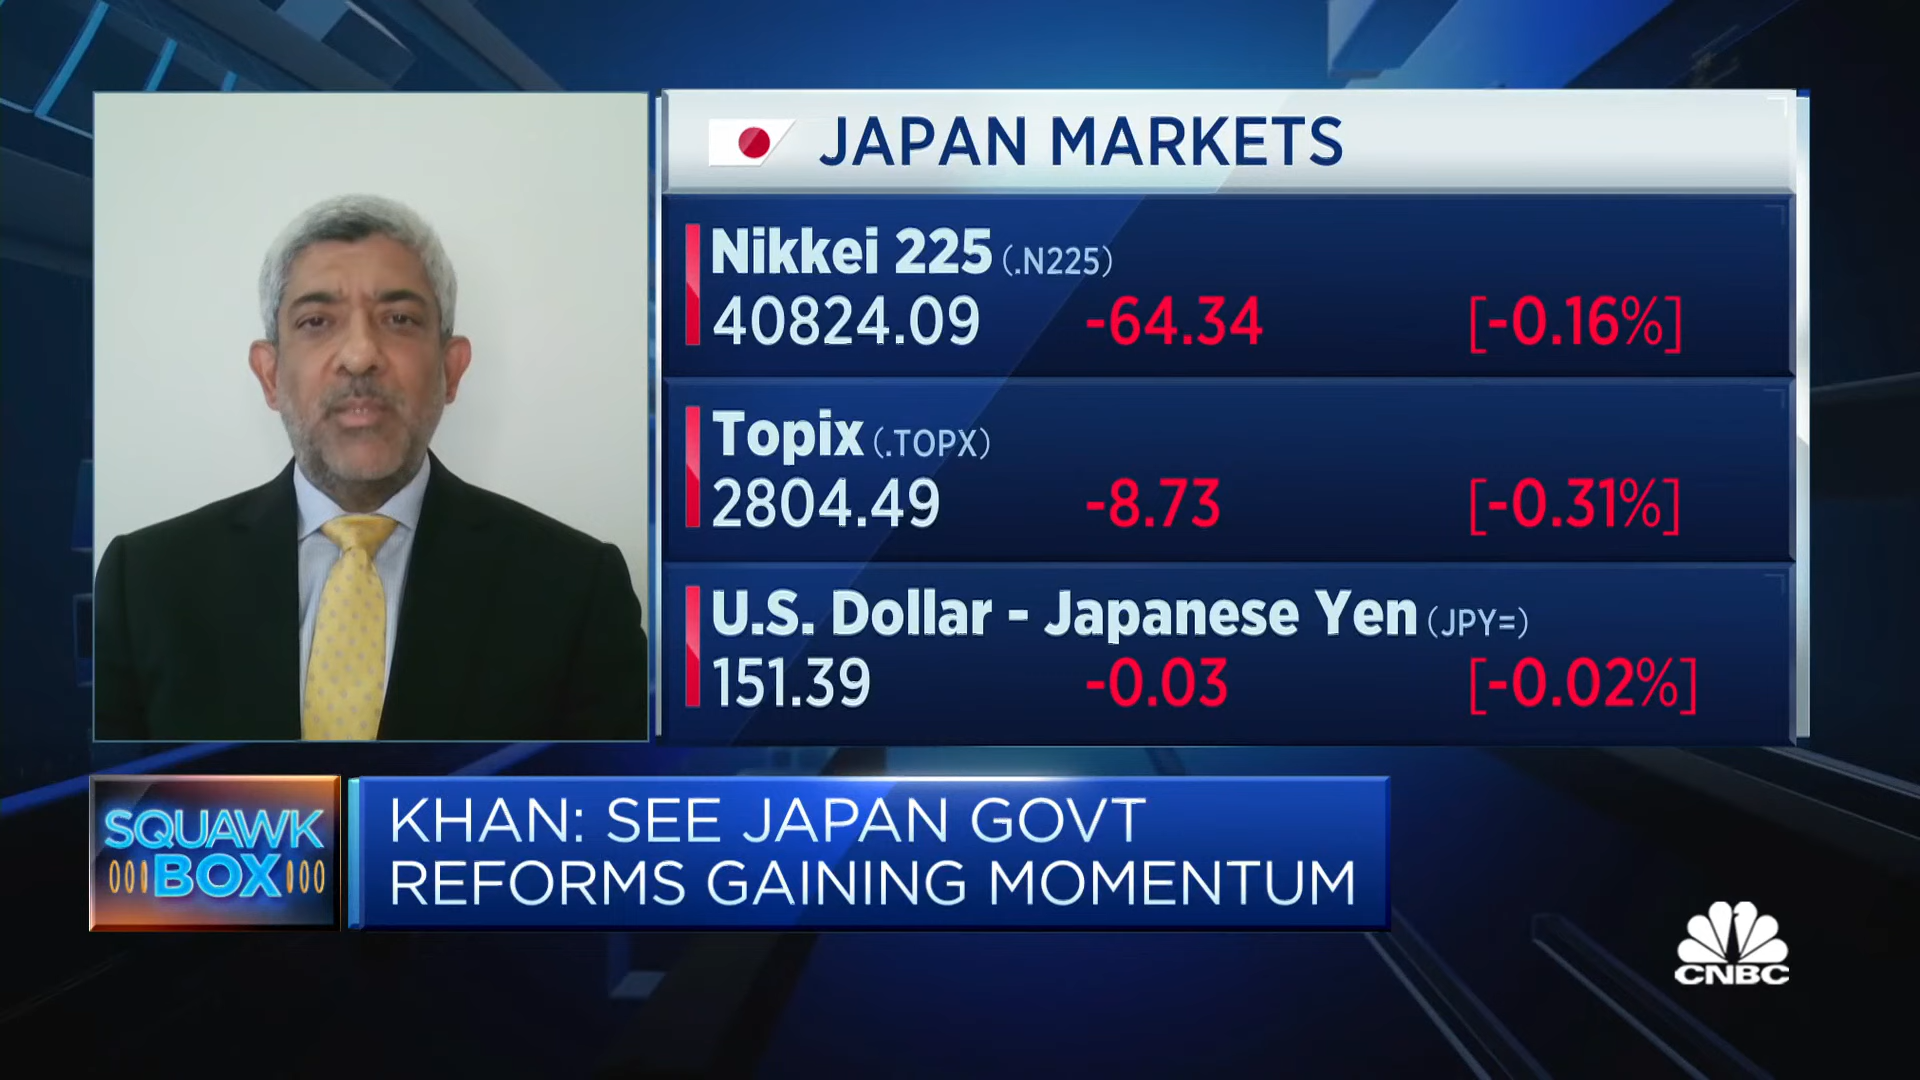 JAPAN MARKETS
Nikkei 225 (.N225)
40824.09 -64.34 [-0.16%]
Topix (.TOPX)
2804.49 -8.73 [-0.31%]
U.S. Dollar - Japanese Yen (JPY=)
151.39 -0.03 [-0.02%]
SQUAWK
BOX
KHAN: SEE JAPAN GOVT
REFORMS GAINING MOMENTUM
CNBC